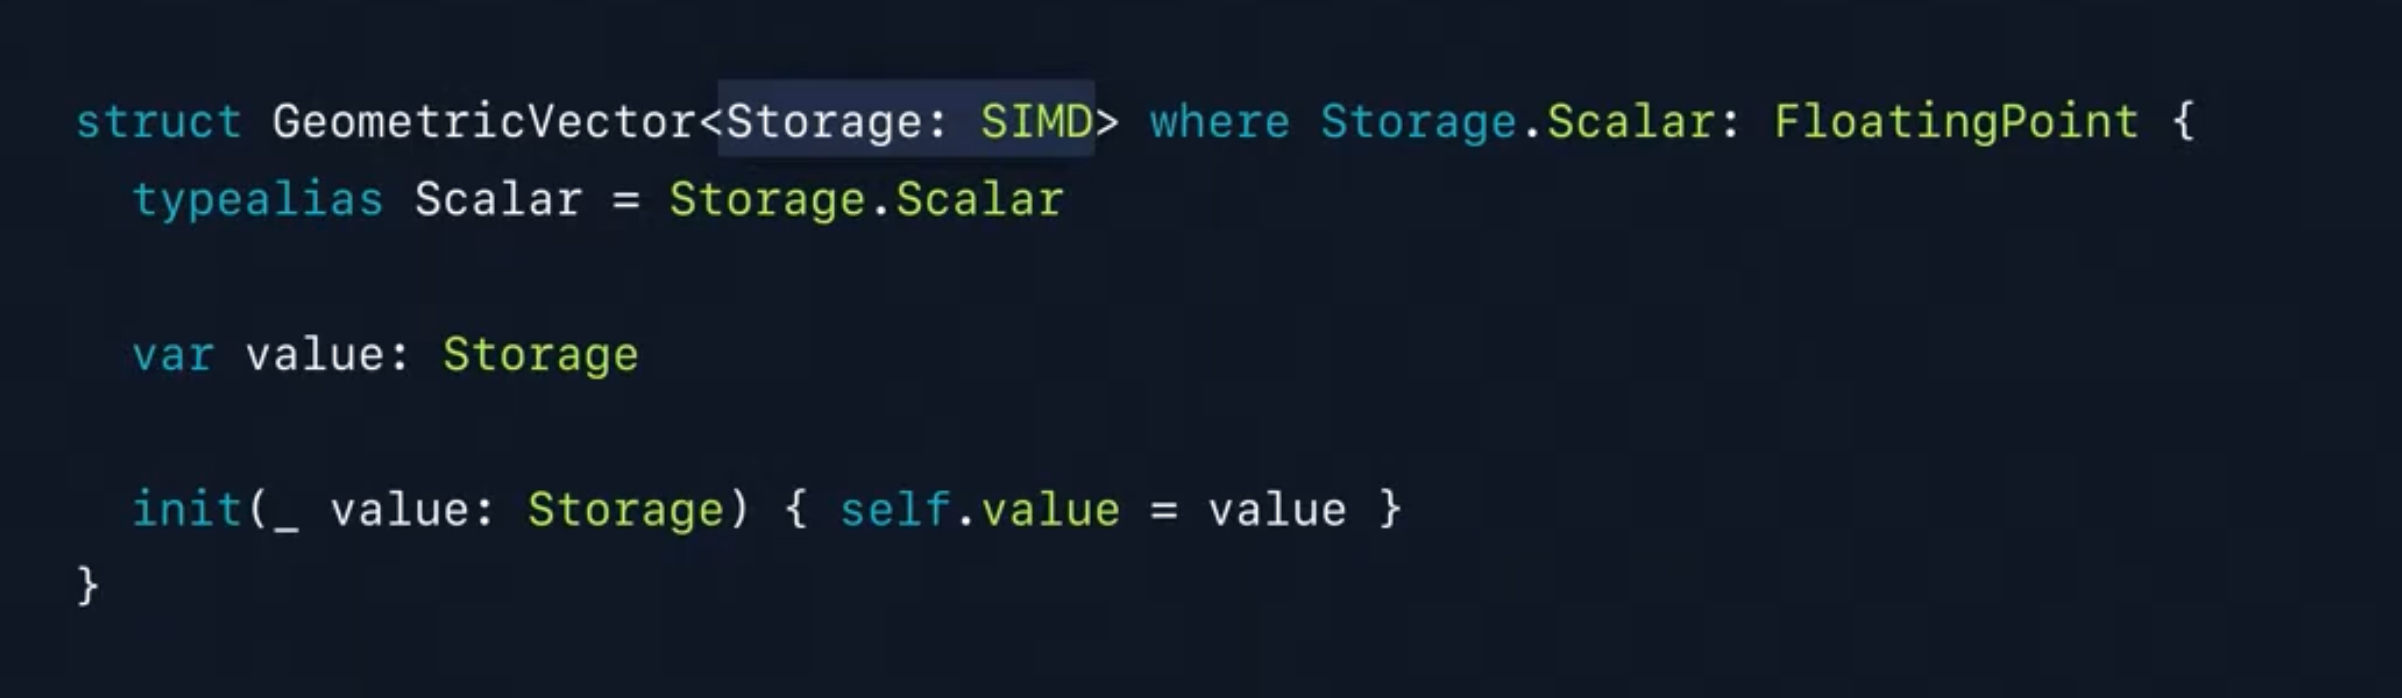 struct GeometricVector<Storage: SIMD> where Storage.Scalar: FloatingPoint {
  typealias Scalar = Storage.Scalar

  var value: Storage

  init(_ value: Storage) { self.value = value }
}